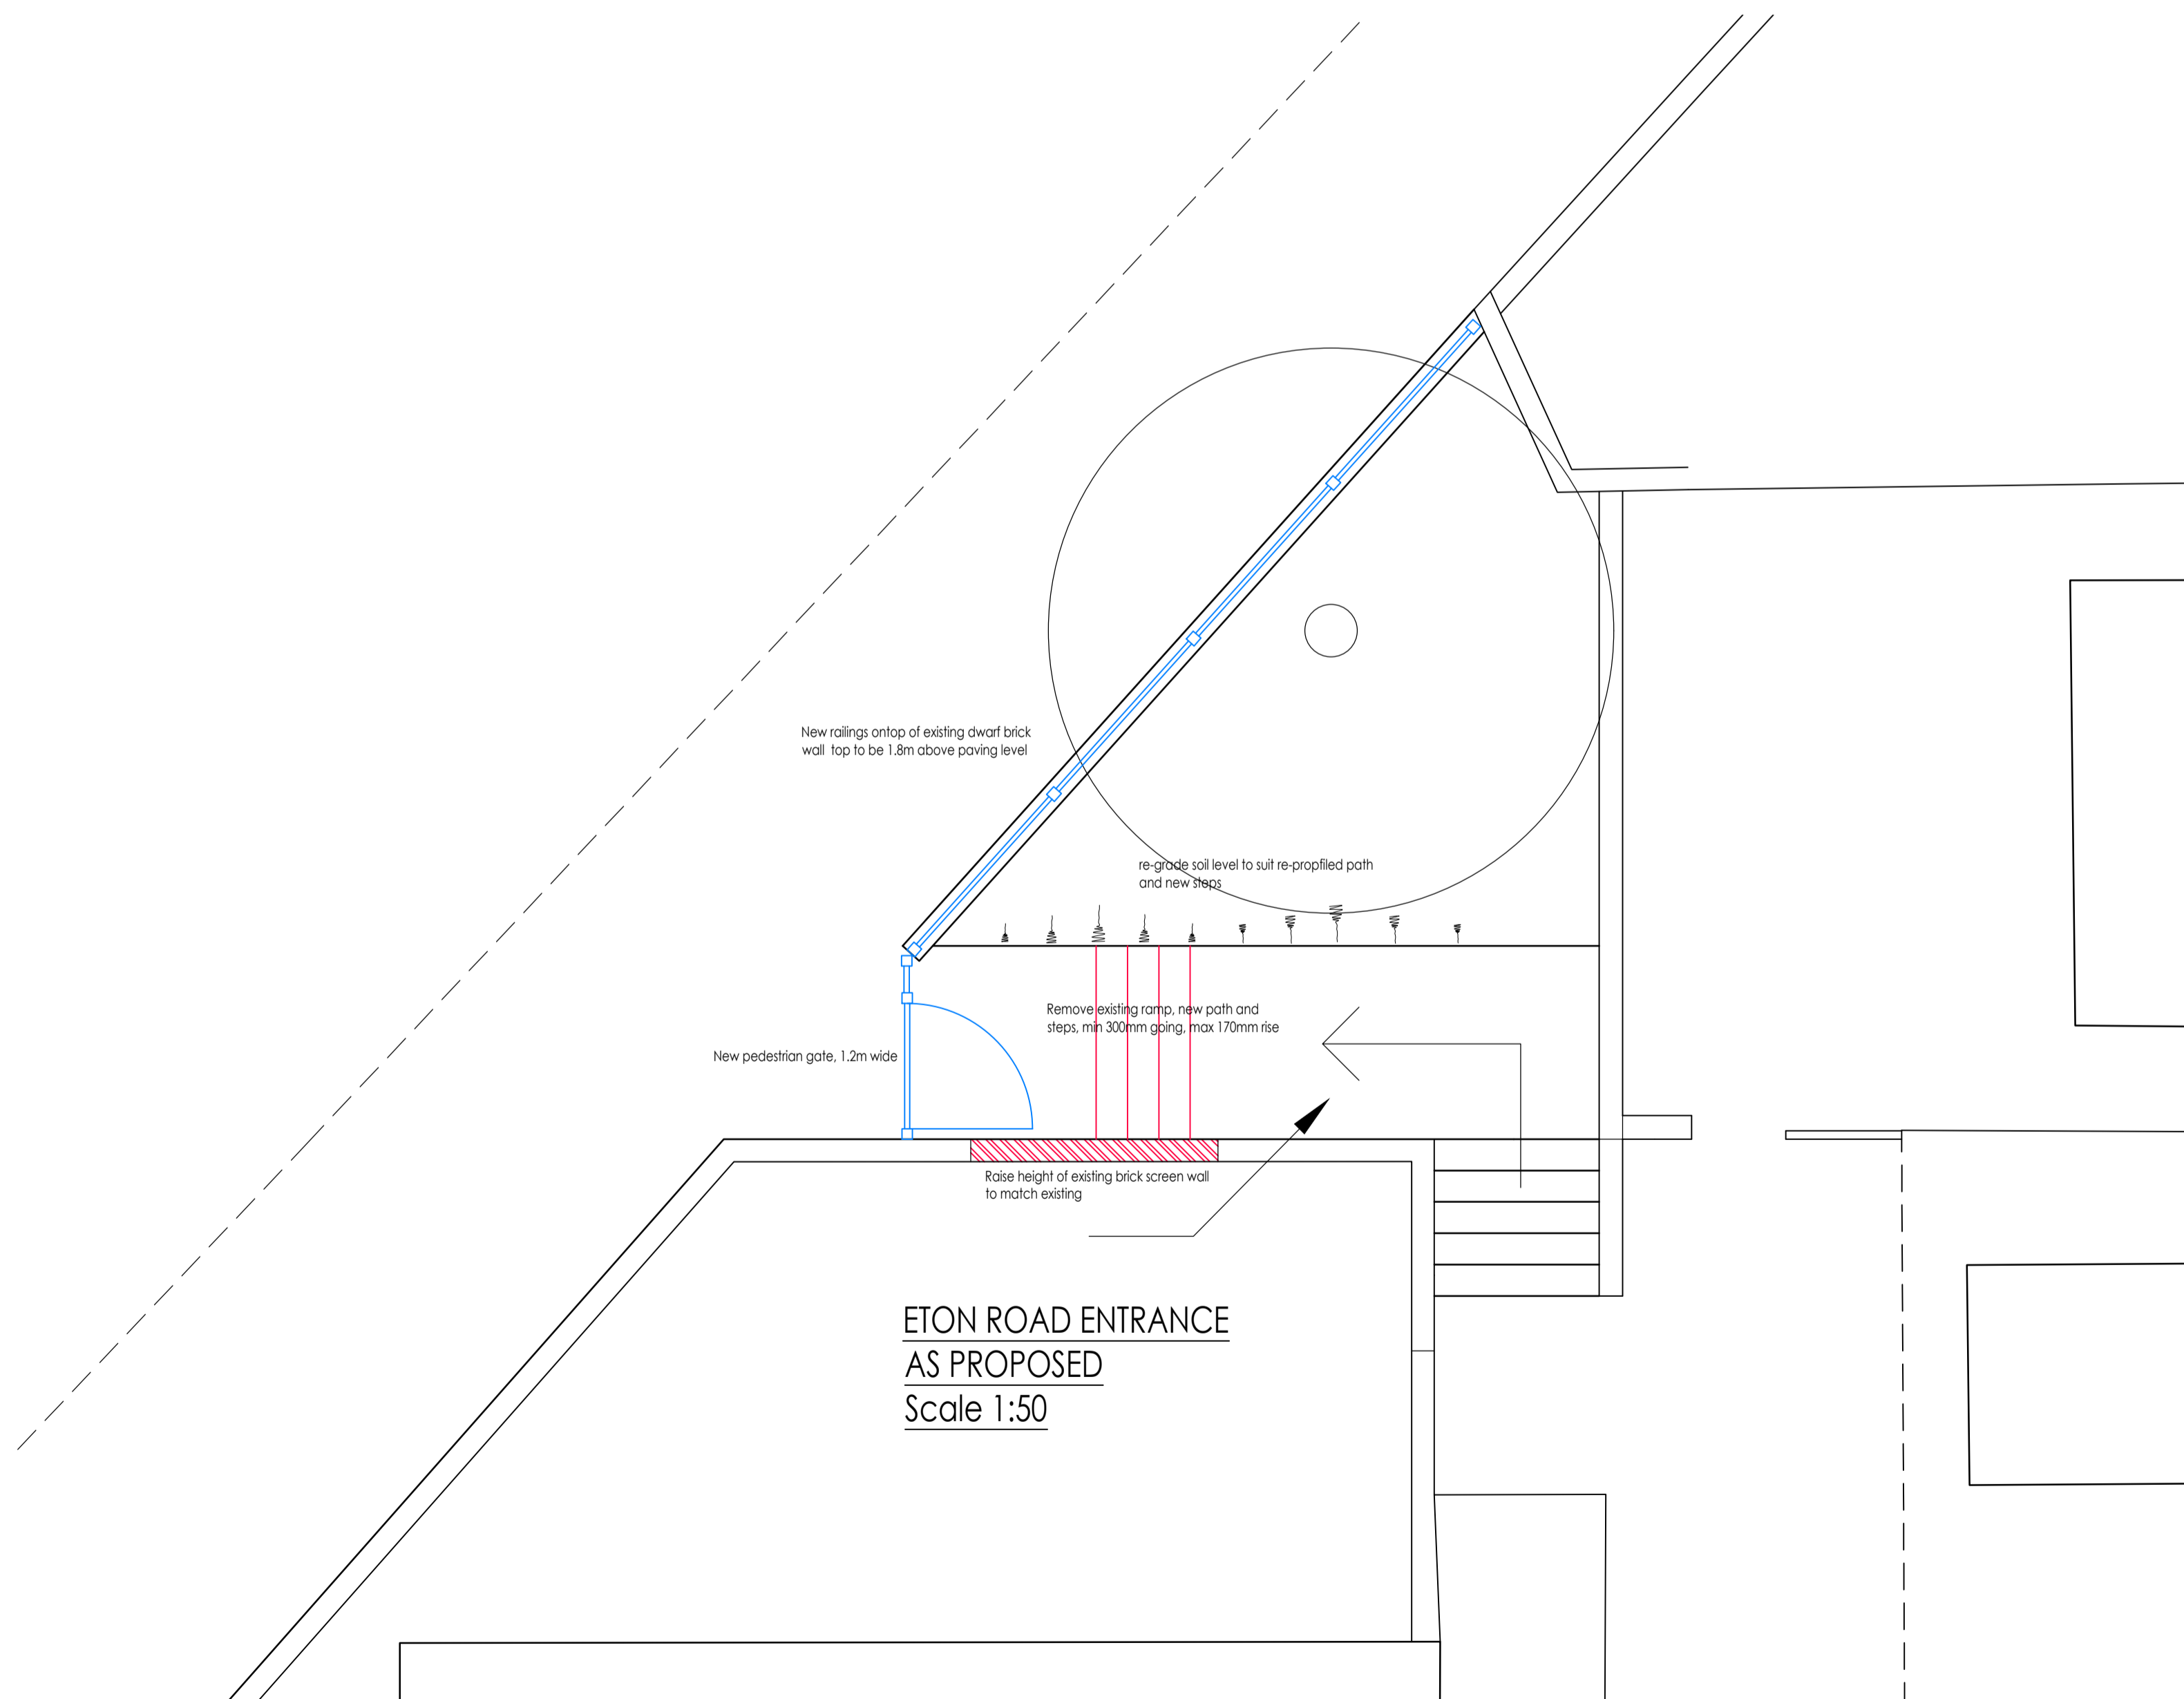 New railings ontop of existing dwarf brick
wall top to be 1.8m above paving level
re-grade soil level to suit re-propfiled path
and new steps
Remove existing ramp, new path and
steps, min 300mm going, max 170mm rise
New pedestrian gate, 1.2m wide
Raise height of existing brick screen wall
to match existing
ETON ROAD ENTRANCE
AS PROPOSED
Scale 1:50